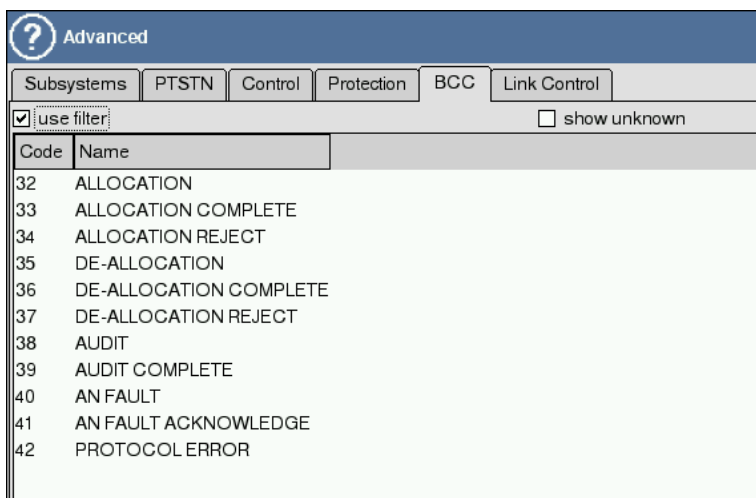 Advanced
Subsystems PTSTN Control Protection BCC Link Control
use filter show unknown
Code Name
32 ALLOCATION
33 ALLOCATION COMPLETE
34 ALLOCATION REJECT
35 DE-ALLOCATION
36 DE-ALLOCATION COMPLETE
37 DE-ALLOCATION REJECT
38 AUDIT
39 AUDIT COMPLETE
40 AN FAULT
41 AN FAULT ACKNOWLEDGE
42 PROTOCOL ERROR